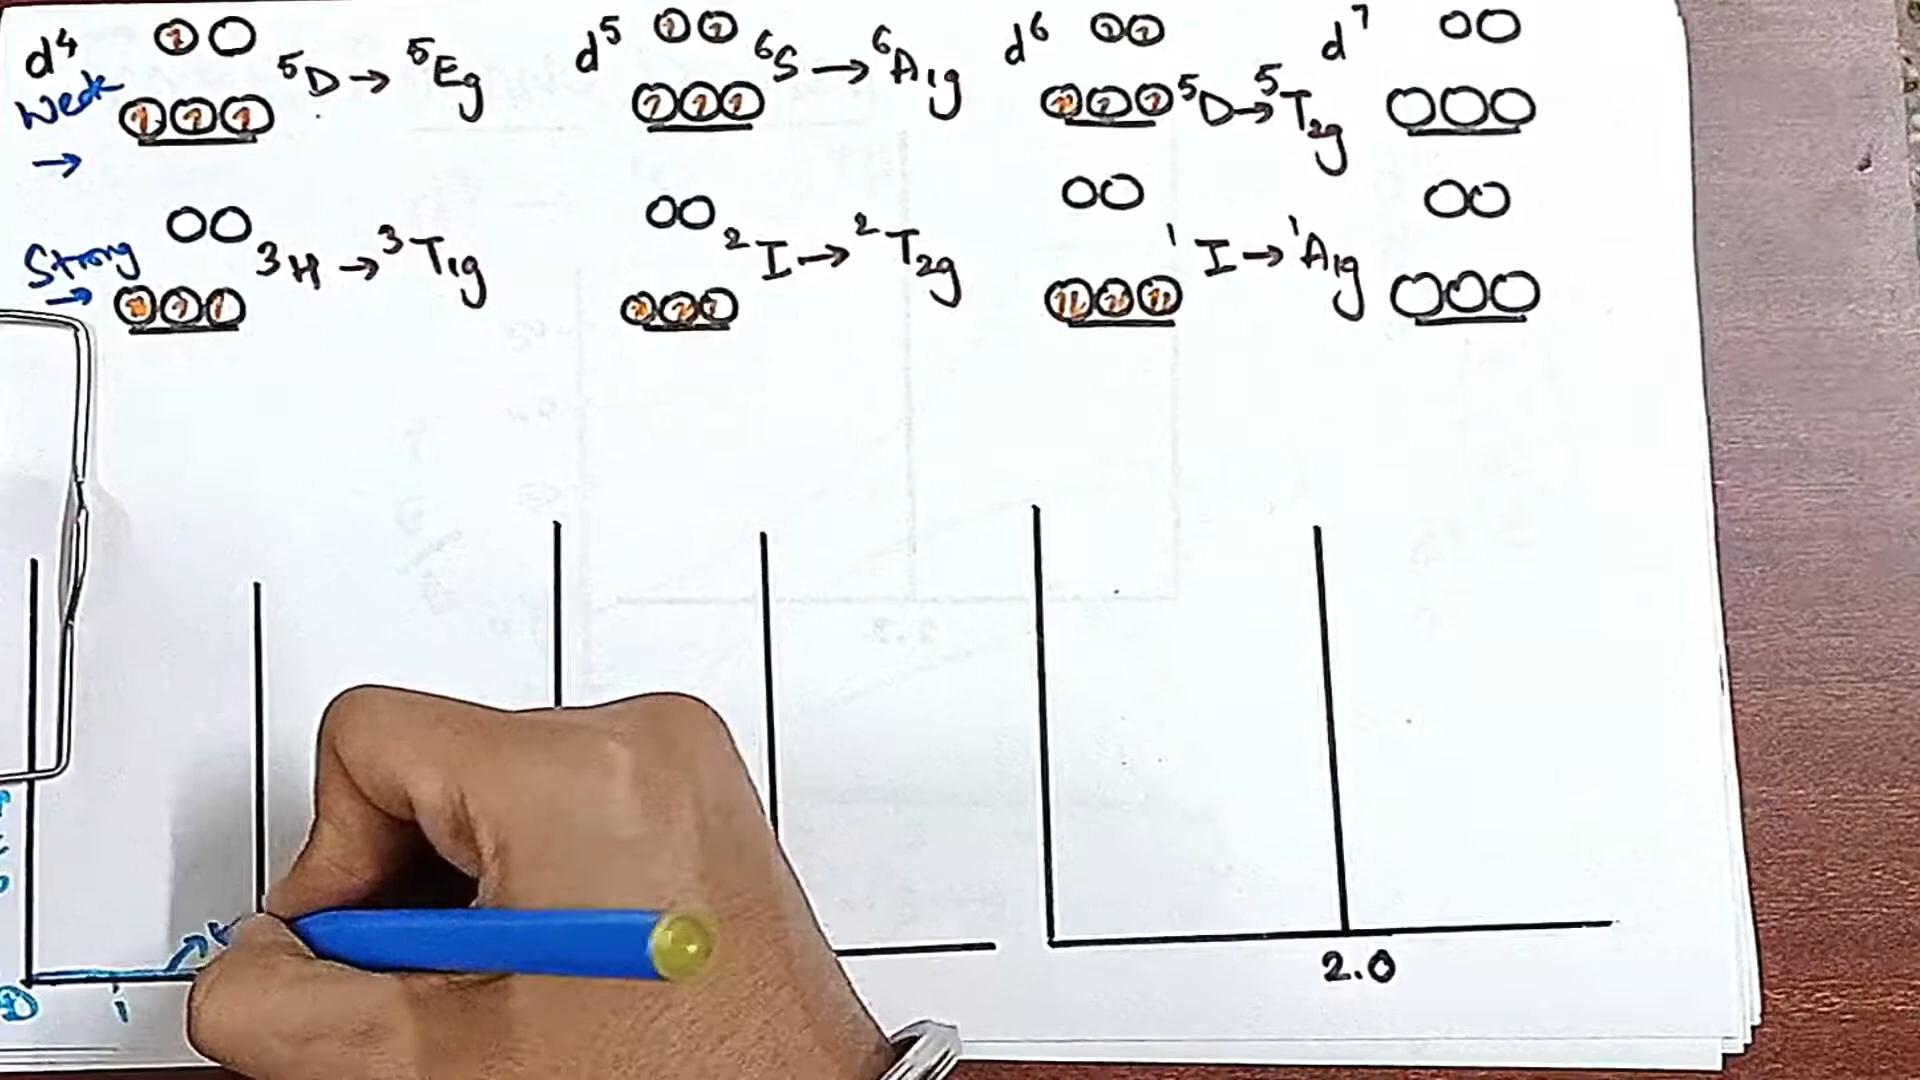 d⁴ ⁵D → ⁵Eg
Weak →
d⁵ ⁶S → ⁶A₁g
d⁶ ⁵D → ⁵T₂g
d⁷
Strong → ³H → ³T₁g
²I → ²T₂g
¹I → ¹A₁g
1
2.0